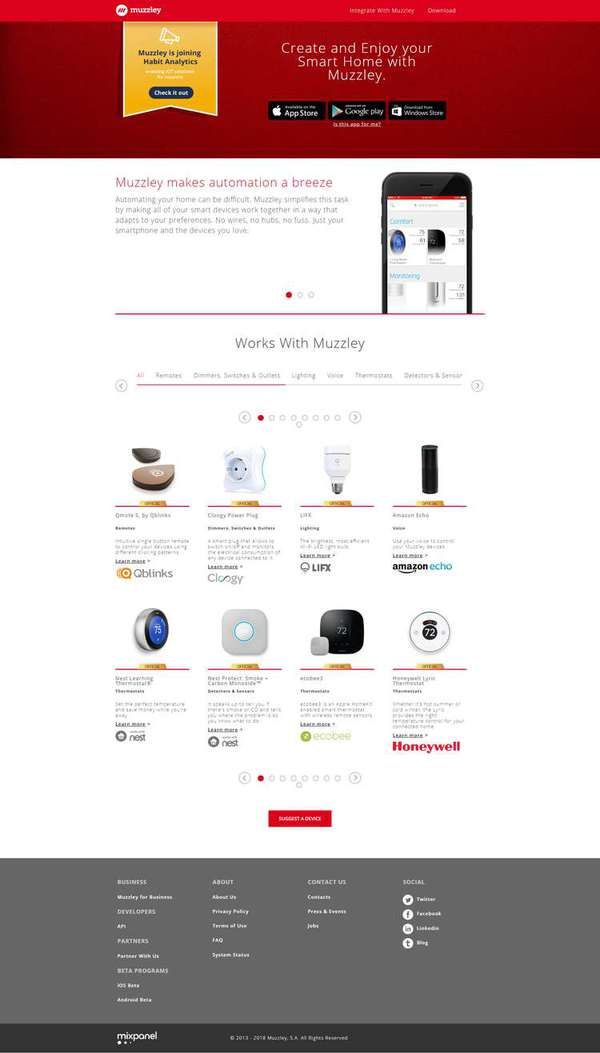 muzzley
Integrate With Muzzley
Download
Muzzley is joining
Habit Analytics
Check it out
Create and Enjoy your
Smart Home with
Muzzley.
Available on the
App Store
Google play
Download from
Windows Store
Is this app for me?
Muzzley makes automation a breeze
Automating your home can be difficult. Muzzley simplifies this task
by making all of your smart devices work together in a way that
adapts to your preferences. No wires, no hubs, no fuss. Just your
smartphone and the devices you love.
Comfort
Monitoring
Works With Muzzley
All
Remotes
Dimmers, Switches & Outlets
Lighting
Voice
Thermostats
Detectors & Sensor
OFFICIAL
OFFICIAL
OFFICIAL
OFFICIAL
Qmote S, by Qblinks
Cloogy Power Plug
LIFX
Amazon Echo
Remotes
Dimmers, Switches & Outlets
Lighting
Voice
Intuitive single button remote
to control your devices using
different clicking patterns
Learn more >
Qblinks
A smart plug that allows to
switch on/off and monitors
the electrical consumption of
any device connected to it.
Learn more >
Cloogy
The brightest, most efficient
Wi-Fi LED light bulb
Learn more >
LIFX
Use your voice to control
your Muzzley devices
Learn more >
amazon echo
OFFICIAL
OFFICIAL
OFFICIAL
OFFICIAL
Nest Learning
Thermostat®
Thermostats
Set the perfect temperature
and save money while you're
away
Learn more >
works with
nest
Nest Protect: Smoke +
Carbon Monoxide™
Detectors & Sensors
It speaks up to tell you if
there's smoke or CO and tells
you where the problem is so
you know what to do.
Learn more >
works with
nest
ecobee3
Thermostats
ecobee3 is an Apple HomeKit
enabled smart thermostat
with wireless remote sensors
Learn more >
ecobee
Honeywell Lyric
Thermostat
Thermostats
Whether it's hot summer or
cold winter, the Lyric
provides the right
temperature control for your
connected home.
Learn more >
Honeywell
SUGGEST A DEVICE
BUSINESS
Muzzley for Business
DEVELOPERS
API
PARTNERS
Partner With Us
BETA PROGRAMS
iOS Beta
Android Beta
ABOUT
About Us
Privacy Policy
Terms of Use
FAQ
System Status
CONTACT US
Contacts
Press & Events
Jobs
SOCIAL
Twitter
Facebook
Linkedin
Blog
mixpanel
© 2013 - 2018 Muzzley, S.A. All Rights Reserved